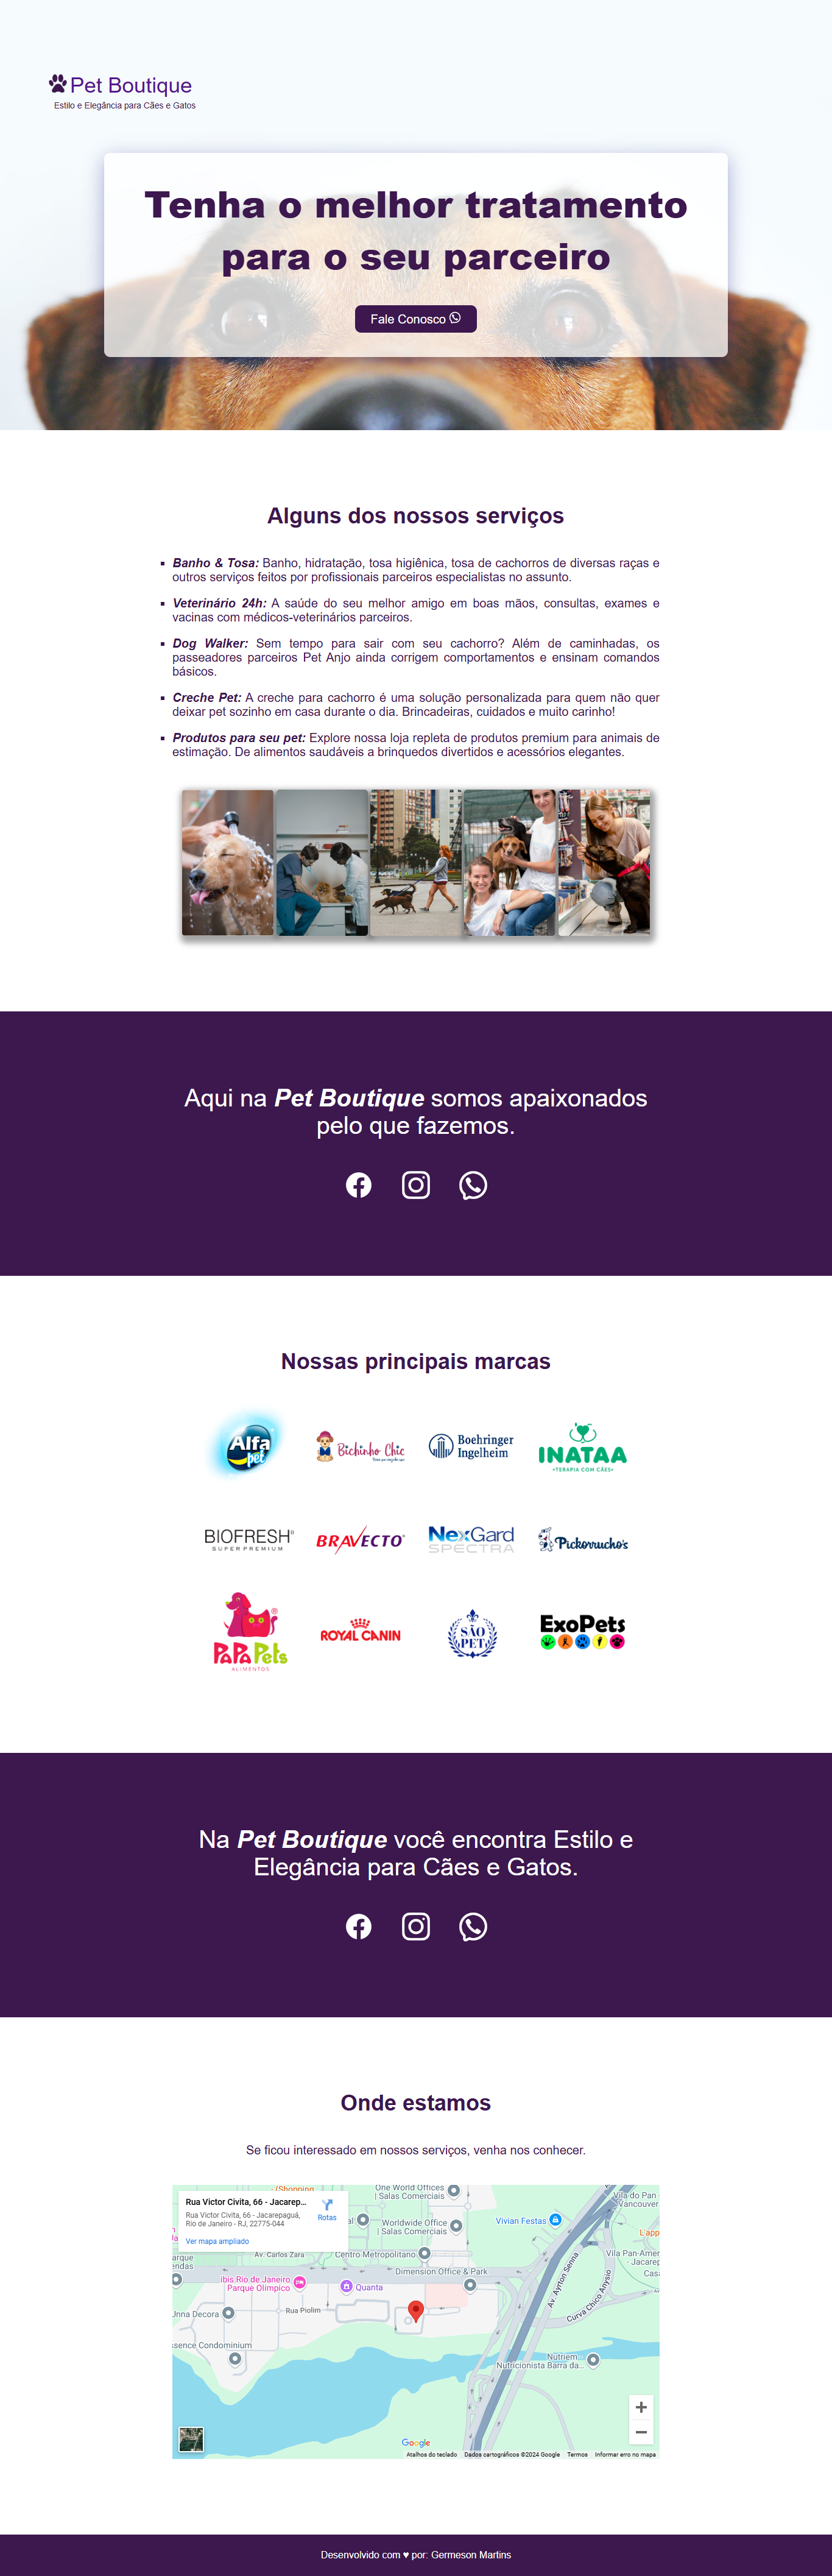 Pet Boutique
Estilo e Elegância para Cães e Gatos
Tenha o melhor tratamento
para o seu parceiro
Fale Conosco
Alguns dos nossos serviços
Banho & Tosa: Banho, hidratação, tosa higiênica, tosa de cachorros de diversas raças e
outros serviços feitos por profissionais parceiros especialistas no assunto.
Veterinário 24h: A saúde do seu melhor amigo em boas mãos, consultas, exames e
vacinas com médicos-veterinários parceiros.
Dog Walker: Sem tempo para sair com seu cachorro? Além de caminhadas, os
passeadores parceiros Pet Anjo ainda corrigem comportamentos e ensinam comandos
básicos.
Creche Pet: A creche para cachorro é uma solução personalizada para quem não quer
deixar pet sozinho em casa durante o dia. Brincadeiras, cuidados e muito carinho!
Produtos para seu pet: Explore nossa loja repleta de produtos premium para animais de
estimação. De alimentos saudáveis a brinquedos divertidos e acessórios elegantes.
Aqui na Pet Boutique somos apaixonados
pelo que fazemos.
Nossas principais marcas
Alfa
pet
Bichinho Chic
Boehringer
Ingelheim
INATAA
•TERAPIA COM CÃES•
BIOFRESH®
SUPER PREMIUM
BRAVECTO
NexGard
SPECTRA
Pickorrucho's
PaPaPets
ALIMENTOS
ROYAL CANIN
SÃO
PET
ExoPets
Na Pet Boutique você encontra Estilo e
Elegância para Cães e Gatos.
Onde estamos
Se ficou interessado em nossos serviços, venha nos conhecer.
(Shopping
Rua Victor Civita, 66 - Jacarep...
Rua Victor Civita, 66 - Jacarepaguá,
Rio de Janeiro - RJ, 22775-044
Rotas
Ver mapa ampliado
One World Offices
| Salas Comerciais
Vila do Pan
Vancouver
Worldwide Office
| Salas Comerciais
Vivian Festas
L'app
Av. Carlos Zara
Centro Metropolitano
Vila Pan-Amer
Jacarep
Dimension Office & Park
Casa
ibis Rio de Janeiro
Parque Olímpico
Quanta
Av. Ayrton Senna
Curva Chico Anysio
Unna Decora
Rua Piolim
ssence Condominium
Nutriem...
Nutricionista Barra da...
Google
Atalhos do teclado
Dados cartográficos ©2024 Google
Termos
Informar erro no mapa
Desenvolvido com ♥ por: Germeson Martins